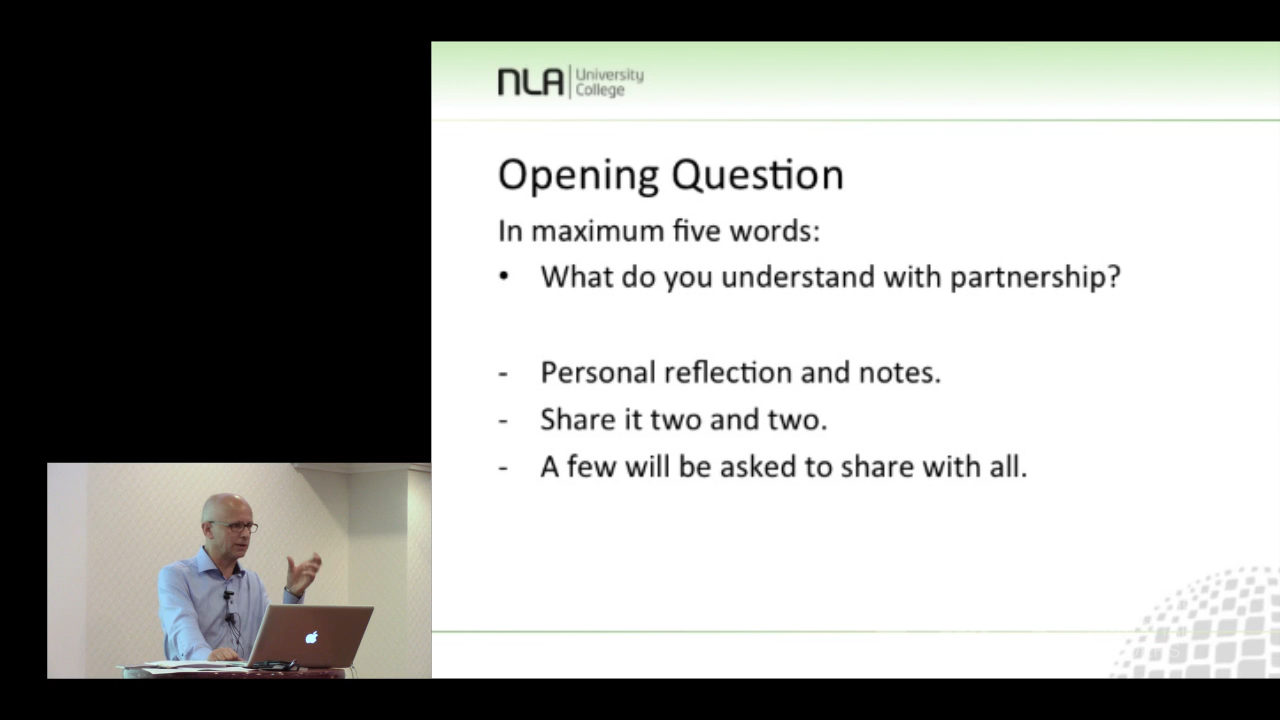 NLA University
College
Opening Question
In maximum five words:
• What do you understand with partnership?
- Personal reflection and notes.
- Share it two and two.
- A few will be asked to share with all.